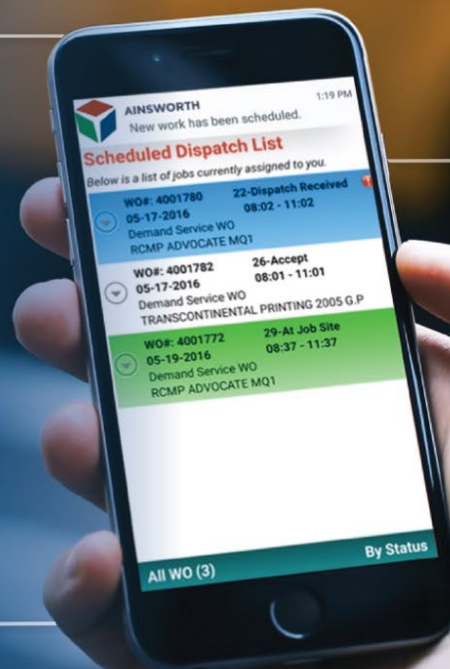 AINSWORTH
1:19 PM
New work has been scheduled.
Scheduled Dispatch List
Below is a list of jobs currently assigned to you.
WO#: 4001780 22-Dispatch Received
05-17-2016 08:02 - 11:02
Demand Service WO
RCMP ADVOCATE MQ1
WO#: 4001782 26-Accept
05-17-2016 08:01 - 11:01
Demand Service WO
TRANSCONTINENTAL PRINTING 2005 G.P
WO#: 4001772 29-At Job Site
05-19-2016 08:37 - 11:37
Demand Service WO
RCMP ADVOCATE MQ1
All WO (3) By Status